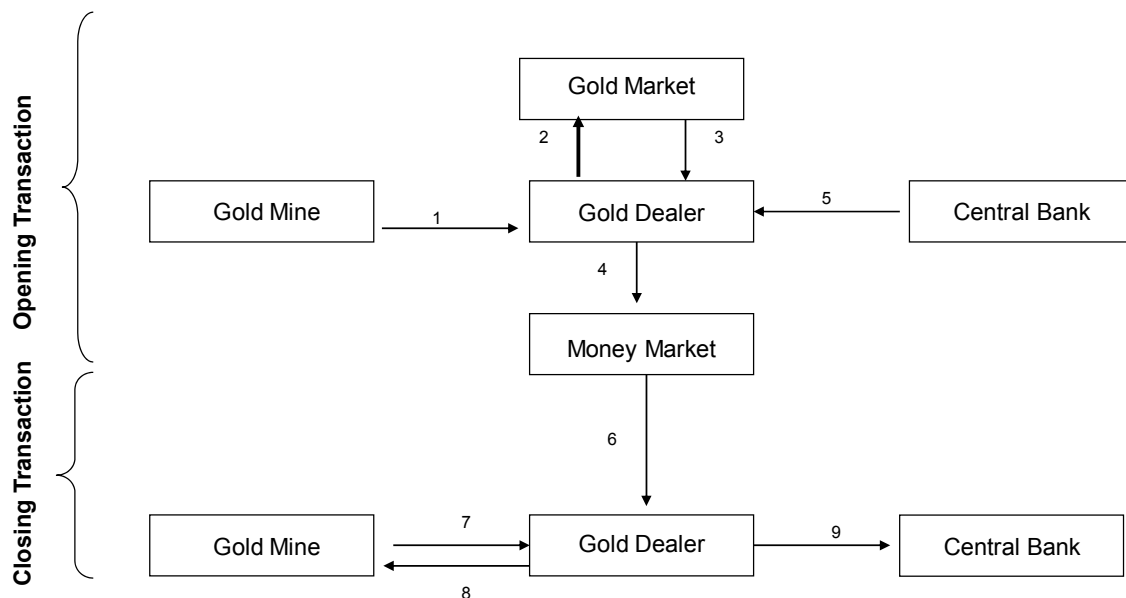 Opening Transaction
Gold Market
2
3
Gold Mine
1
Gold Dealer
5
Central Bank
4
Money Market
Closing Transaction
6
Gold Mine
7
8
Gold Dealer
9
Central Bank